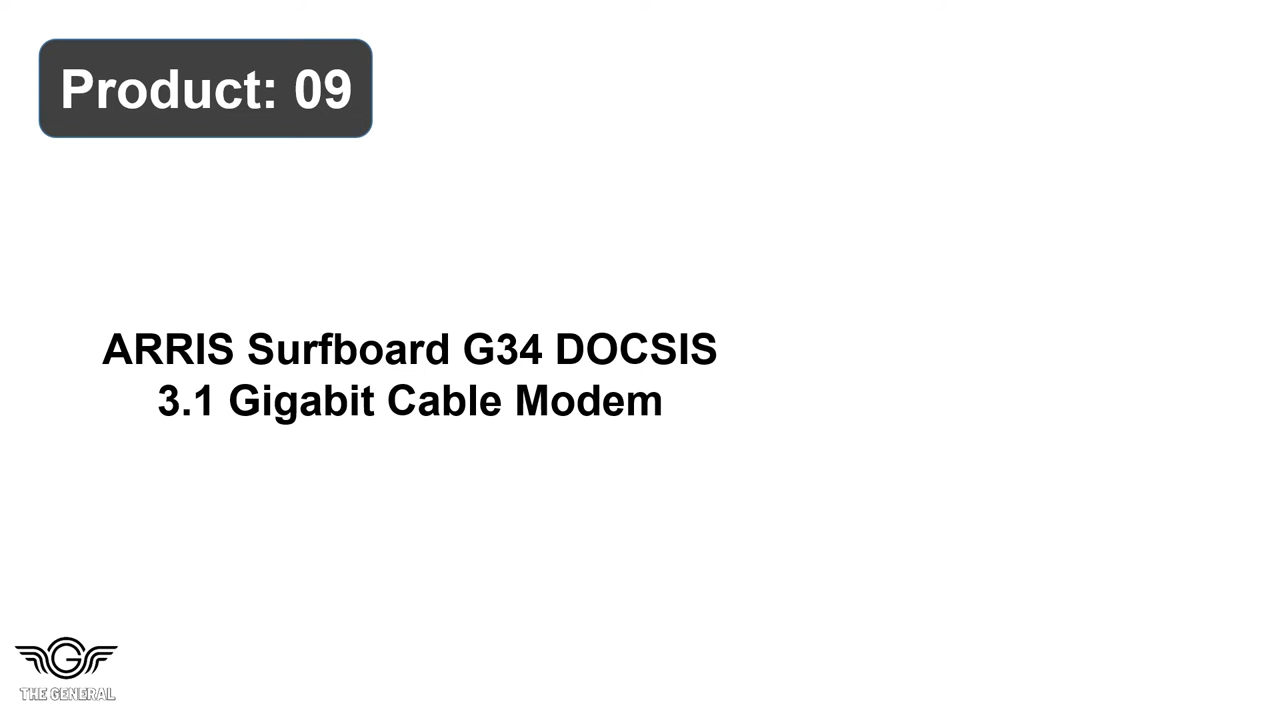 Product: 09
ARRIS Surfboard G34 DOCSIS
3.1 Gigabit Cable Modem
G
THE GENERAL